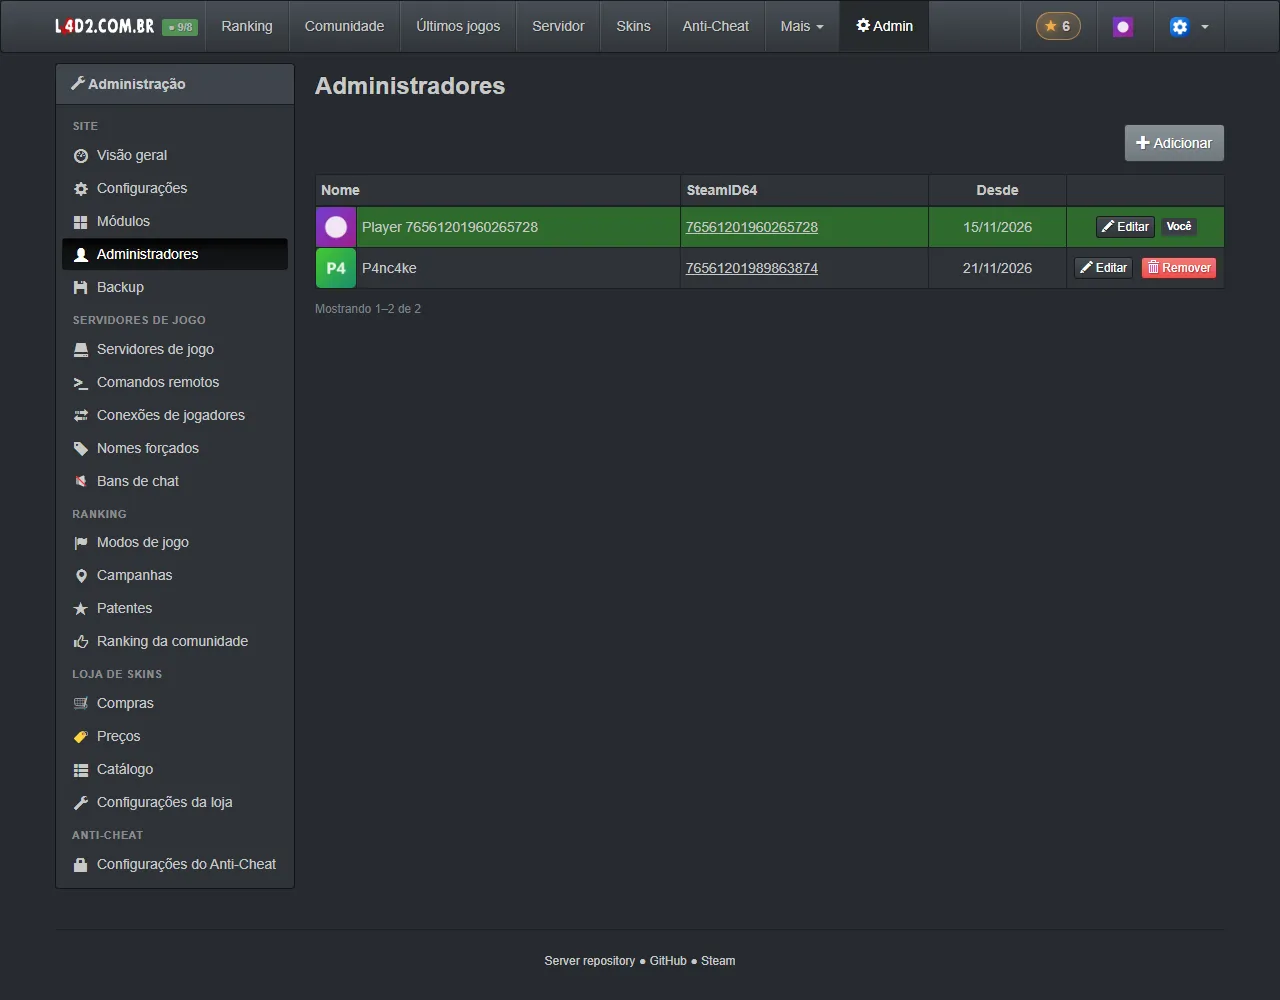 L4D2.COM.BR
9/8
Ranking
Comunidade
Últimos jogos
Servidor
Skins
Anti-Cheat
Mais
Admin
6
Administração
SITE
Visão geral
Configurações
Módulos
Administradores
Backup
SERVIDORES DE JOGO
Servidores de jogo
Comandos remotos
Conexões de jogadores
Nomes forçados
Bans de chat
RANKING
Modos de jogo
Campanhas
Patentes
Ranking da comunidade
LOJA DE SKINS
Compras
Preços
Catálogo
Configurações da loja
ANTI-CHEAT
Configurações do Anti-Cheat
Administradores
Adicionar
Nome SteamID64 Desde
Player 76561201960265728 76561201960265728 15/11/2026 Editar Você
P4 P4nc4ke 76561201989863874 21/11/2026 Editar Remover
Mostrando 1–2 de 2
Server repository ● GitHub ● Steam